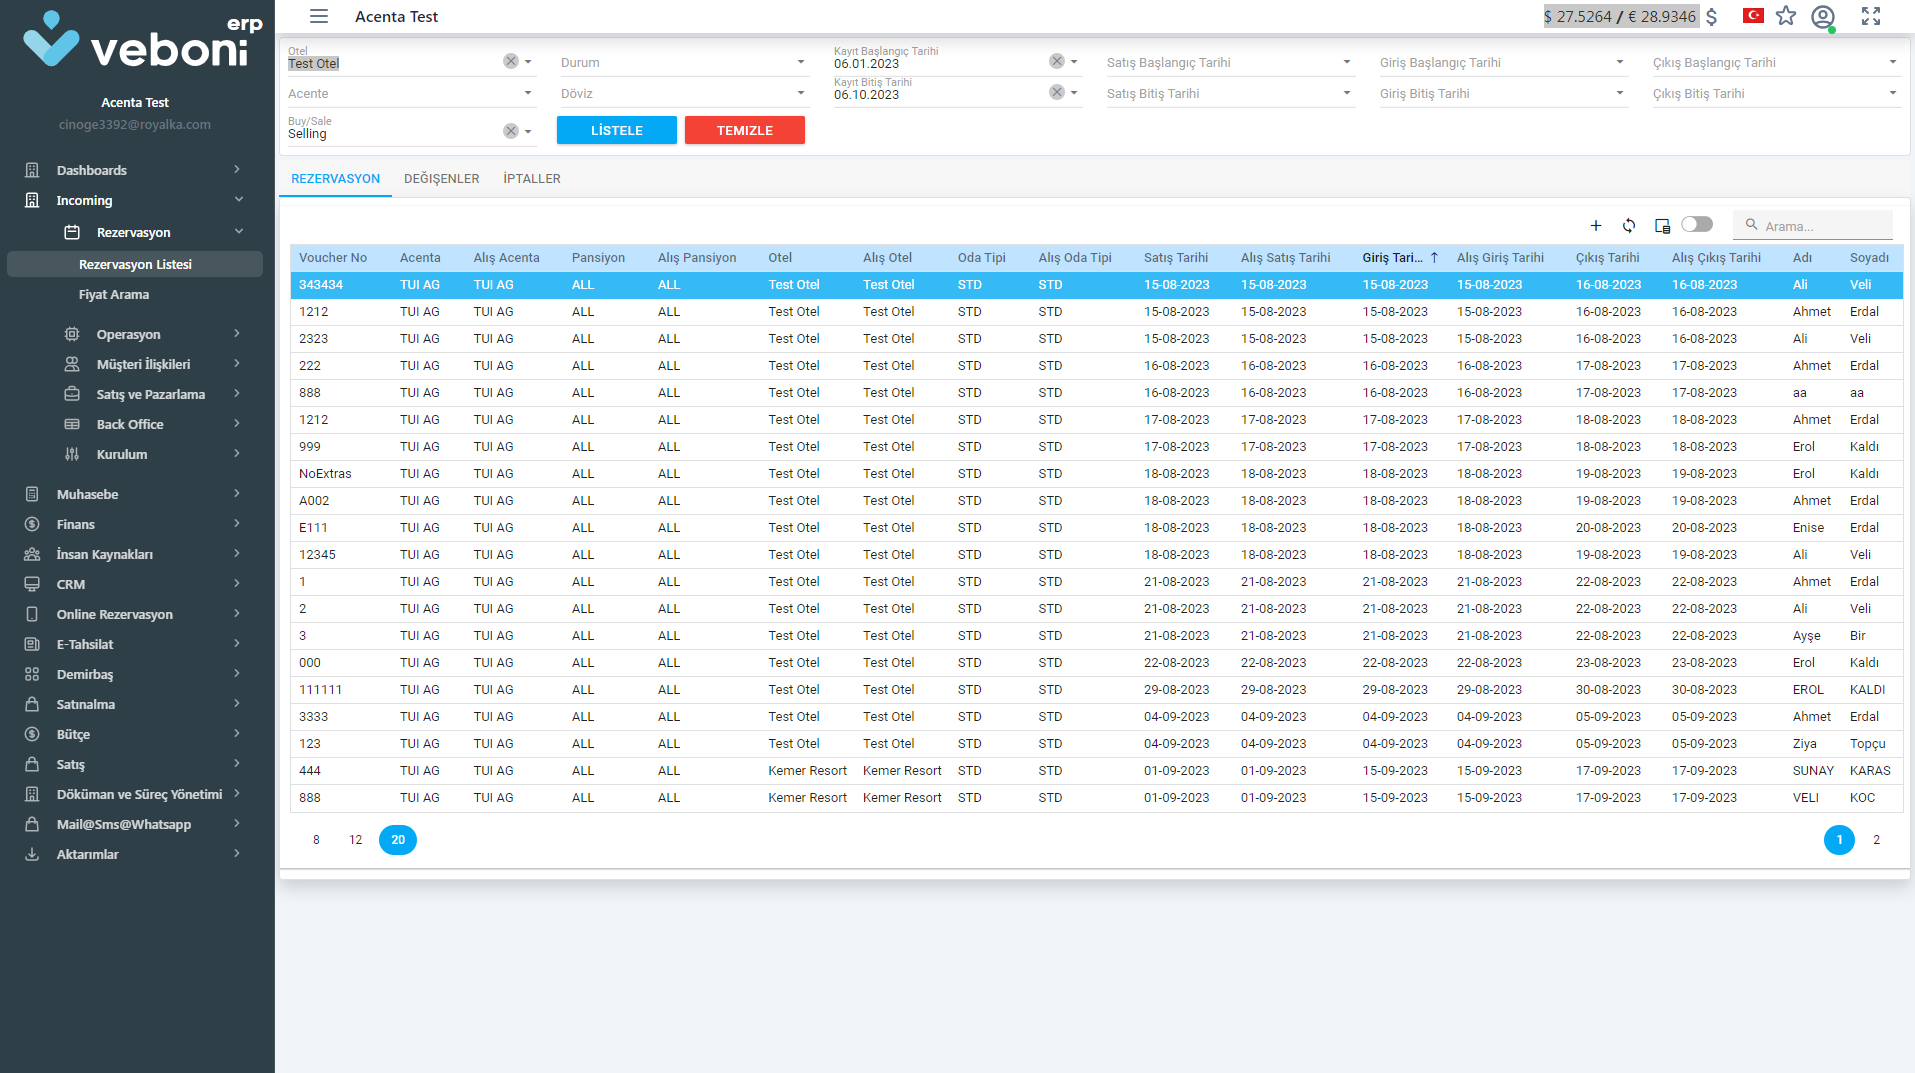 erp
veboni
Acenta Test
cinoge3392@royalka.com
Dashboards
Incoming
Rezervasyon
Rezervasyon Listesi
Fiyat Arama
Operasyon
Müşteri İlişkileri
Satış ve Pazarlama
Back Office
Kurulum
Muhasebe
Finans
İnsan Kaynakları
CRM
Online Rezervasyon
E-Tahsilat
Demirbaş
Satınalma
Bütçe
Satış
Döküman ve Süreç Yönetimi
Mail@Sms@Whatsapp
Aktarımlar
Acenta Test
$ 27.5264 / € 28.9346 $
Otel
Test Otel
Durum
Kayıt Başlangıç Tarihi
06.01.2023
Satış Başlangıç Tarihi
Giriş Başlangıç Tarihi
Çıkış Başlangıç Tarihi
Acente
Döviz
Kayıt Bitiş Tarihi
06.10.2023
Satış Bitiş Tarihi
Giriş Bitiş Tarihi
Çıkış Bitiş Tarihi
Buy/Sale
Selling
LİSTELE
TEMIZLE
REZERVASYON DEĞIŞENLER İPTALLER
Arama...
Voucher No Acenta Alış Acenta Pansiyon Alış Pansiyon Otel Alış Otel Oda Tipi Alış Oda Tipi Satış Tarihi Alış Satış Tarihi Giriş Tari... Alış Giriş Tarihi Çıkış Tarihi Alış Çıkış Tarihi Adı Soyadı
343434 TUI AG TUI AG ALL ALL Test Otel Test Otel STD STD 15-08-2023 15-08-2023 15-08-2023 15-08-2023 16-08-2023 16-08-2023 Ali Veli
1212 TUI AG TUI AG ALL ALL Test Otel Test Otel STD STD 15-08-2023 15-08-2023 15-08-2023 15-08-2023 16-08-2023 16-08-2023 Ahmet Erdal
2323 TUI AG TUI AG ALL ALL Test Otel Test Otel STD STD 15-08-2023 15-08-2023 15-08-2023 15-08-2023 16-08-2023 16-08-2023 Ali Veli
222 TUI AG TUI AG ALL ALL Test Otel Test Otel STD STD 16-08-2023 16-08-2023 16-08-2023 16-08-2023 17-08-2023 17-08-2023 Ahmet Erdal
888 TUI AG TUI AG ALL ALL Test Otel Test Otel STD STD 16-08-2023 16-08-2023 16-08-2023 16-08-2023 17-08-2023 17-08-2023 aa aa
1212 TUI AG TUI AG ALL ALL Test Otel Test Otel STD STD 17-08-2023 17-08-2023 17-08-2023 17-08-2023 18-08-2023 18-08-2023 Ahmet Erdal
999 TUI AG TUI AG ALL ALL Test Otel Test Otel STD STD 17-08-2023 17-08-2023 17-08-2023 17-08-2023 18-08-2023 18-08-2023 Erol Kaldı
NoExtras TUI AG TUI AG ALL ALL Test Otel Test Otel STD STD 18-08-2023 18-08-2023 18-08-2023 18-08-2023 19-08-2023 19-08-2023 Erol Kaldı
A002 TUI AG TUI AG ALL ALL Test Otel Test Otel STD STD 18-08-2023 18-08-2023 18-08-2023 18-08-2023 19-08-2023 19-08-2023 Ahmet Erdal
E111 TUI AG TUI AG ALL ALL Test Otel Test Otel STD STD 18-08-2023 18-08-2023 18-08-2023 18-08-2023 20-08-2023 20-08-2023 Enise Erdal
12345 TUI AG TUI AG ALL ALL Test Otel Test Otel STD STD 18-08-2023 18-08-2023 18-08-2023 18-08-2023 19-08-2023 19-08-2023 Ali Veli
1 TUI AG TUI AG ALL ALL Test Otel Test Otel STD STD 21-08-2023 21-08-2023 21-08-2023 21-08-2023 22-08-2023 22-08-2023 Ahmet Erdal
2 TUI AG TUI AG ALL ALL Test Otel Test Otel STD STD 21-08-2023 21-08-2023 21-08-2023 21-08-2023 22-08-2023 22-08-2023 Ali Veli
3 TUI AG TUI AG ALL ALL Test Otel Test Otel STD STD 21-08-2023 21-08-2023 21-08-2023 21-08-2023 22-08-2023 22-08-2023 Ayşe Bir
000 TUI AG TUI AG ALL ALL Test Otel Test Otel STD STD 22-08-2023 22-08-2023 22-08-2023 22-08-2023 23-08-2023 23-08-2023 Erol Kaldı
111111 TUI AG TUI AG ALL ALL Test Otel Test Otel STD STD 29-08-2023 29-08-2023 29-08-2023 29-08-2023 30-08-2023 30-08-2023 EROL KALDI
3333 TUI AG TUI AG ALL ALL Test Otel Test Otel STD STD 04-09-2023 04-09-2023 04-09-2023 04-09-2023 05-09-2023 05-09-2023 Ahmet Erdal
123 TUI AG TUI AG ALL ALL Test Otel Test Otel STD STD 04-09-2023 04-09-2023 04-09-2023 04-09-2023 05-09-2023 05-09-2023 Ziya Topçu
444 TUI AG TUI AG ALL ALL Kemer Resort Kemer Resort STD STD 01-09-2023 01-09-2023 15-09-2023 15-09-2023 17-09-2023 17-09-2023 SUNAY KARAS
888 TUI AG TUI AG ALL ALL Kemer Resort Kemer Resort STD STD 01-09-2023 01-09-2023 15-09-2023 15-09-2023 17-09-2023 17-09-2023 VELI KOC
8 12 20 1 2